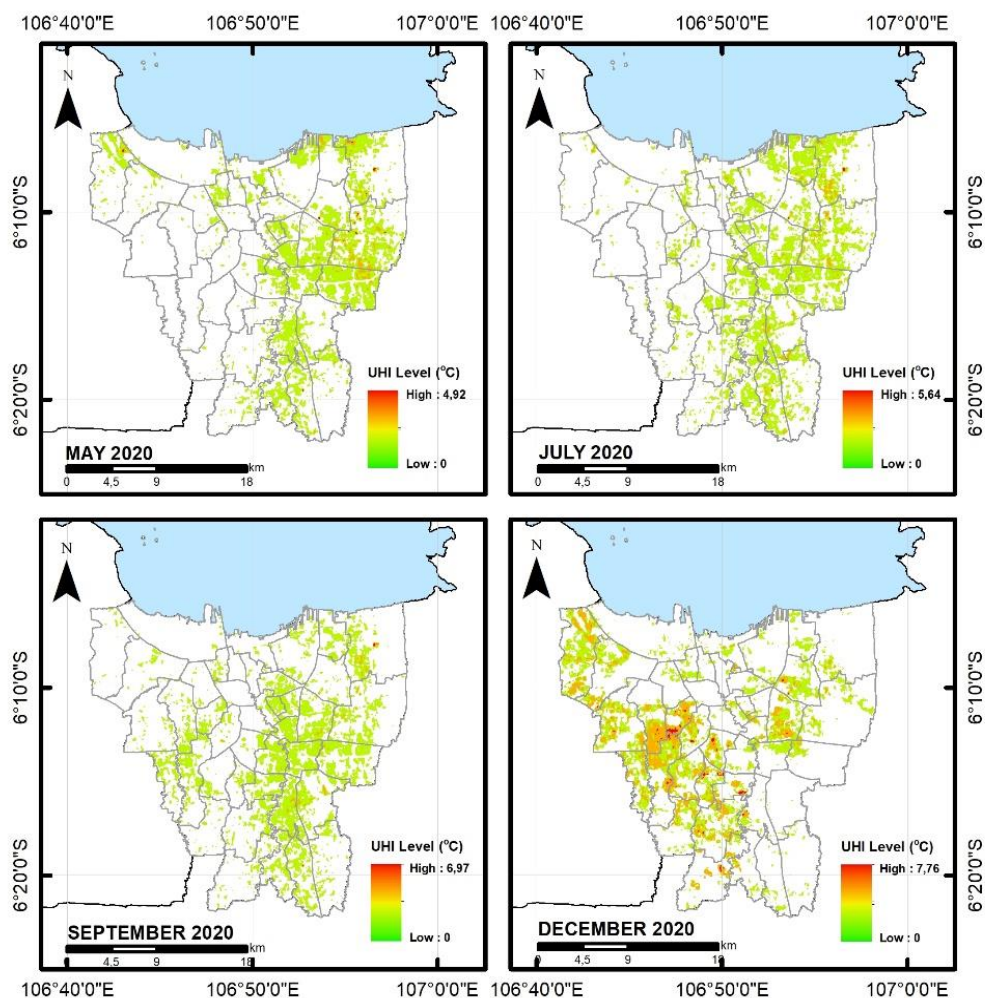 106°40'0"E 106°50'0"E 107°0'0"E 106°40'0"E 106°50'0"E 107°0'0"E
N
6°10'0"S
6°20'0"S
UHI Level (°C)
High : 4,92
Low : 0
MAY 2020
km
0 4,5 9 18
N
6°10'0"S
6°20'0"S
UHI Level (°C)
High : 5,64
Low : 0
JULY 2020
km
0 4,5 9 18
N
6°10'0"S
6°20'0"S
UHI Level (°C)
High : 6,97
Low : 0
SEPTEMBER 2020
km
0 4,5 9 18
N
6°10'0"S
6°20'0"S
UHI Level (°C)
High : 7,76
Low : 0
DECEMBER 2020
km
0 4,5 9 18
106°40'0"E 106°50'0"E 107°0'0"E 106°40'0"E 106°50'0"E 107°0'0"E